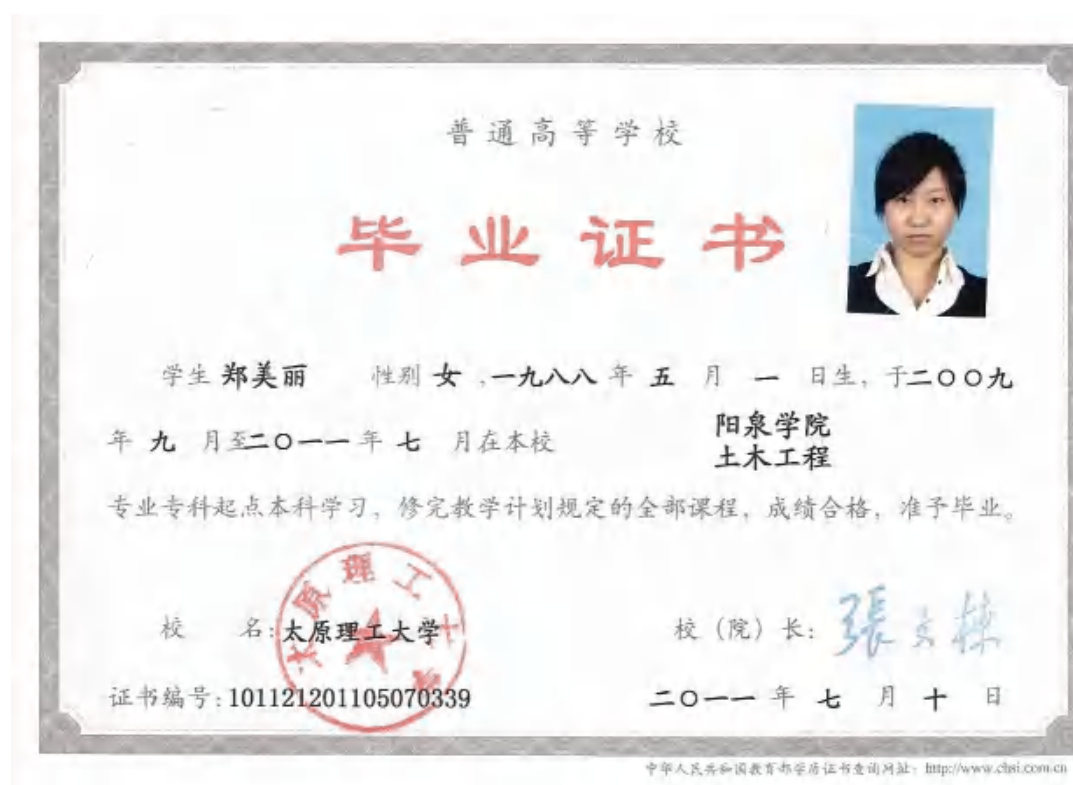 普通高等学校
毕业证书
学生 郑美丽 性别 女 ，一九八八 年 五 月 一 日生，于二〇〇九
年 九 月至二〇一一 年 七 月在本校 阳泉学院
土木工程
专业专科起点本科学习，修完教学计划规定的全部课程，成绩合格，准予毕业。
太原理工大学
校 名：太原理工大学 校（院）长：張文栋
证书编号：101121201105070339 二〇一一 年 七 月 十 日
中华人民共和国教育部学历证书查询网址：http://www.chsi.com.cn